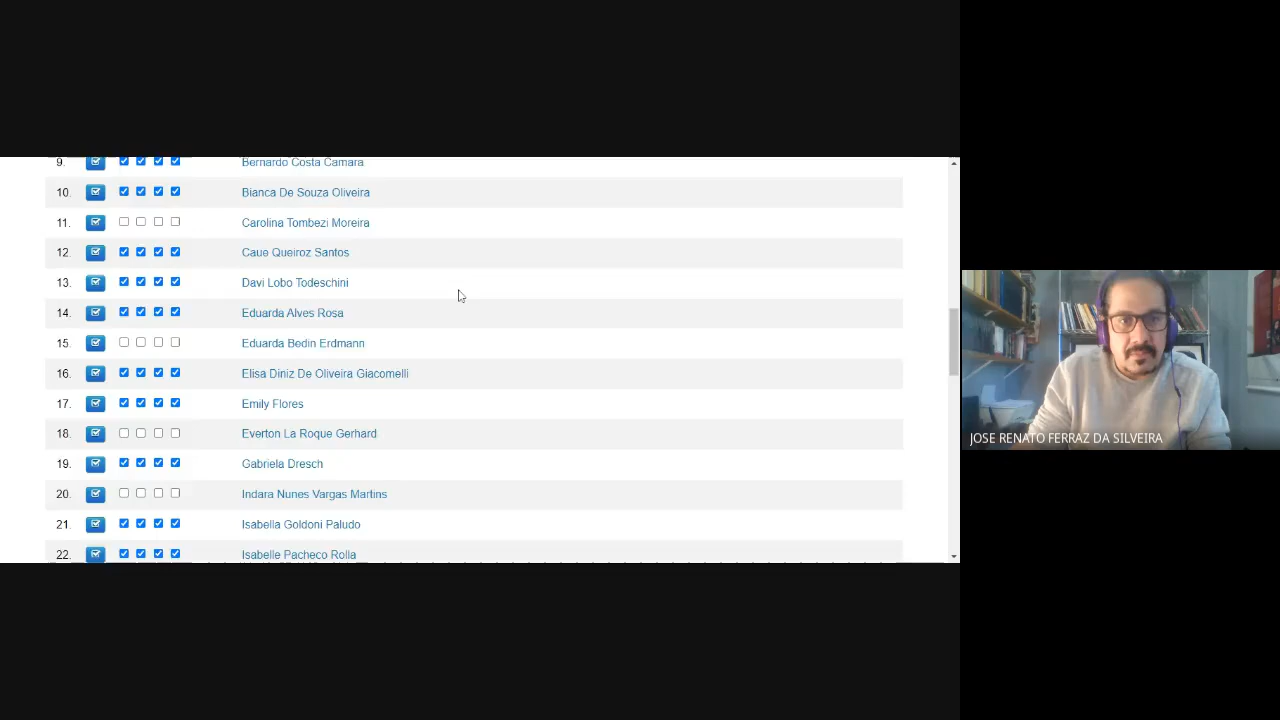 9. Bernardo Costa Camara
10. Bianca De Souza Oliveira
11. Carolina Tombezi Moreira
12. Caue Queiroz Santos
13. Davi Lobo Todeschini
14. Eduarda Alves Rosa
15. Eduarda Bedin Erdmann
16. Elisa Diniz De Oliveira Giacomelli
17. Emily Flores
18. Everton La Roque Gerhard
19. Gabriela Dresch
20. Indara Nunes Vargas Martins
21. Isabella Goldoni Paludo
22. Isabelle Pacheco Rolla
JOSE RENATO FERRAZ DA SILVEIRA